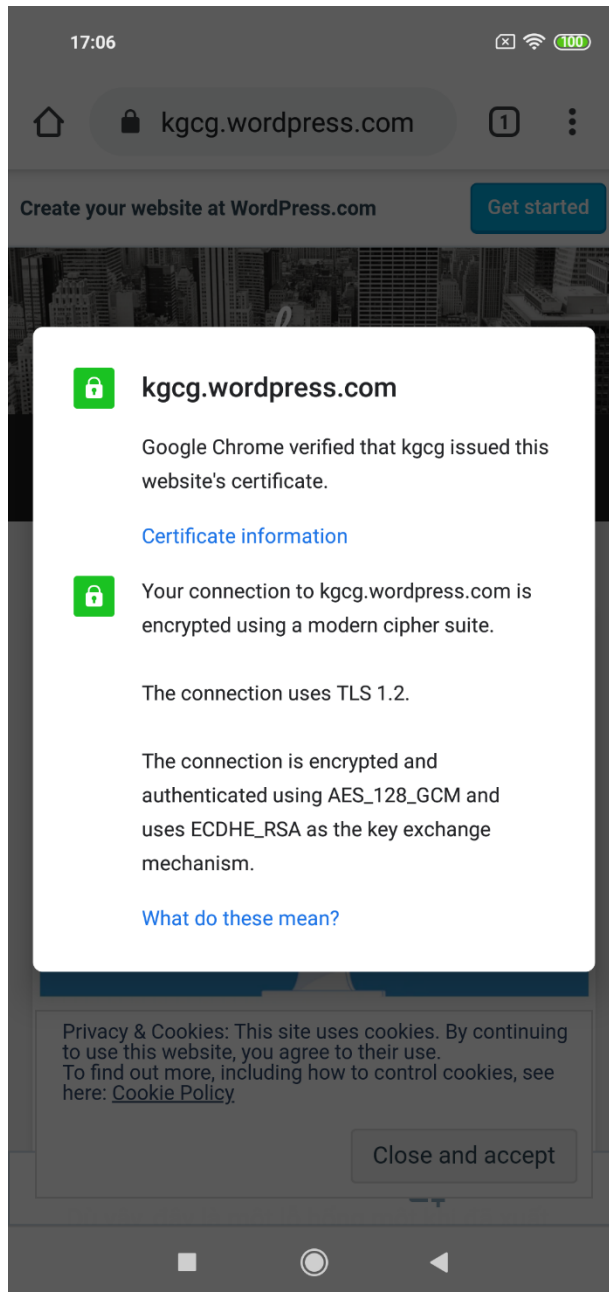 17:06
100
kgcg.wordpress.com
1
Create your website at WordPress.com
Get started
kgcg.wordpress.com
Google Chrome verified that kgcg issued this
website's certificate.
Certificate information
Your connection to kgcg.wordpress.com is
encrypted using a modern cipher suite.
The connection uses TLS 1.2.
The connection is encrypted and
authenticated using AES_128_GCM and
uses ECDHE_RSA as the key exchange
mechanism.
What do these mean?
Privacy & Cookies: This site uses cookies. By continuing
to use this website, you agree to their use.
To find out more, including how to control cookies, see
here: Cookie Policy
Close and accept